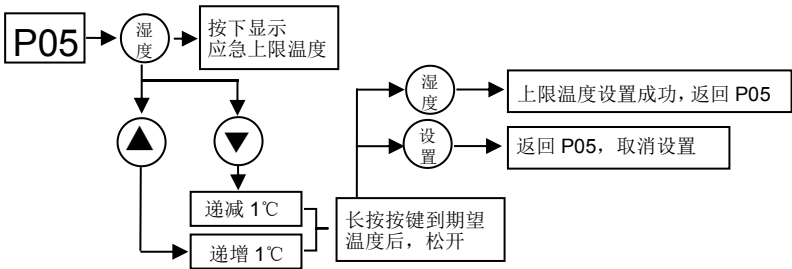 P05
湿
度
按下显示
应急上限温度
湿
度
上限温度设置成功，返回 P05
▲
▼
设
置
返回 P05，取消设置
递减 1℃
长按按键到期望
温度后，松开
递增 1℃